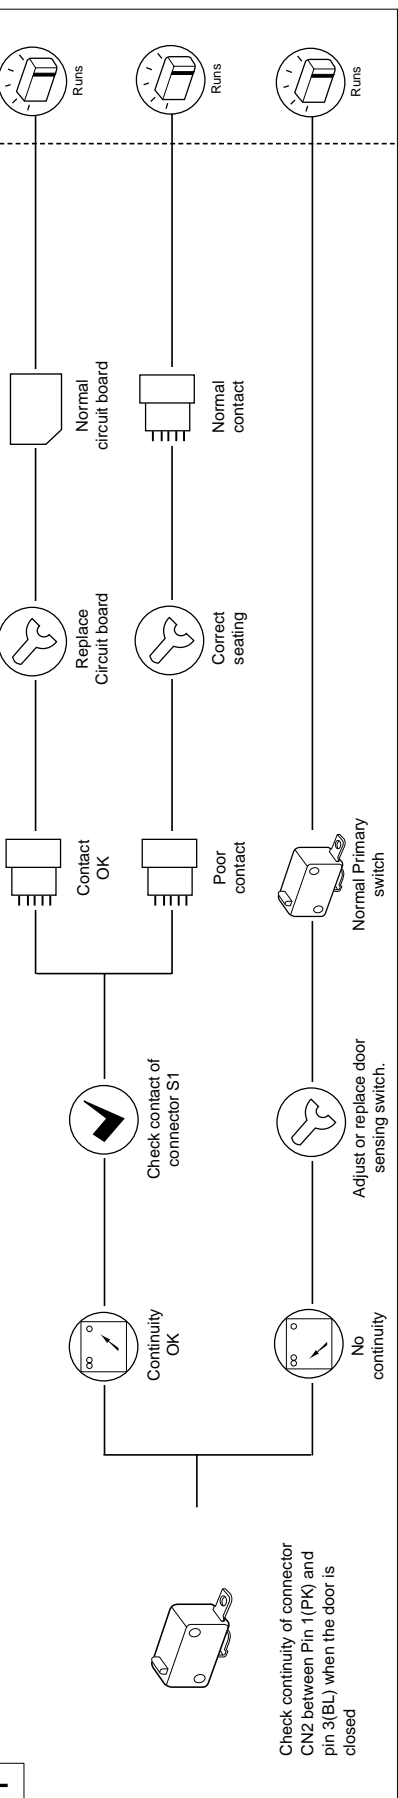 Check continuity of connector
CN2 between Pin 1(PK) and
pin 3(BL) when the door is
closed
Continuity
OK
Check contact of
connector S1
Contact
OK
Replace
Circuit board
Normal
circuit board
Runs
Poor
contact
Correct
seating
Normal
contact
Runs
No
continuity
Adjust or replace door
sensing switch.
Normal Primary
switch
Runs